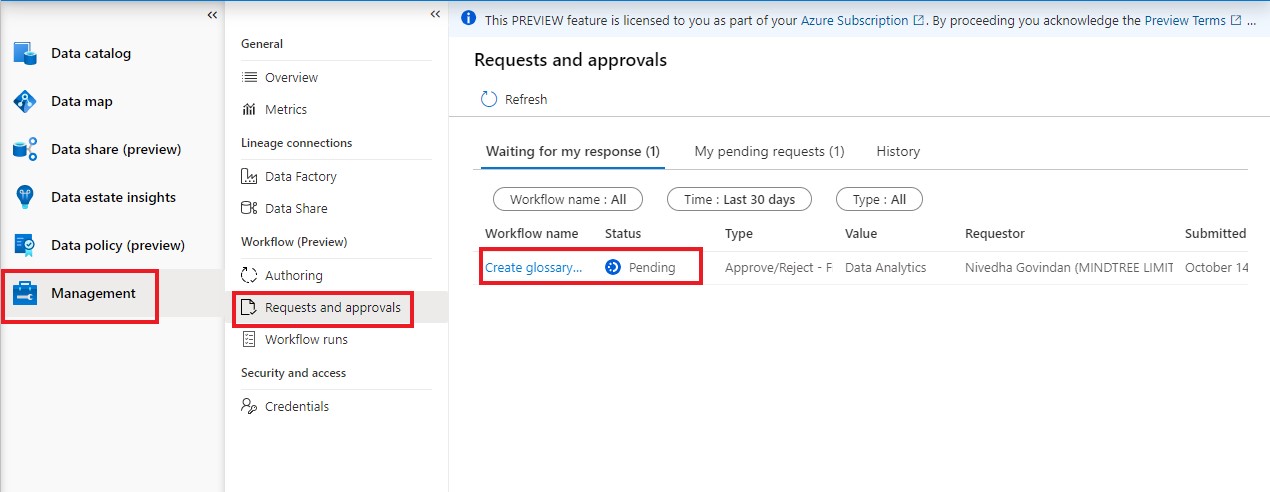 Data catalog
Data map
Data share (preview)
Data estate insights
Data policy (preview)
Management
General
Overview
Metrics
Lineage connections
Data Factory
Data Share
Workflow (Preview)
Authoring
Requests and approvals
Workflow runs
Security and access
Credentials
This PREVIEW feature is licensed to you as part of your Azure Subscription . By proceeding you acknowledge the Preview Terms ...
Requests and approvals
Refresh
Waiting for my response (1) My pending requests (1) History
Workflow name : All Time : Last 30 days Type : All
Workflow name Status Type Value Requestor Submitted
Create glossary... Pending Approve/Reject - F Data Analytics Nivedha Govindan (MINDTREE LIMIT October 14